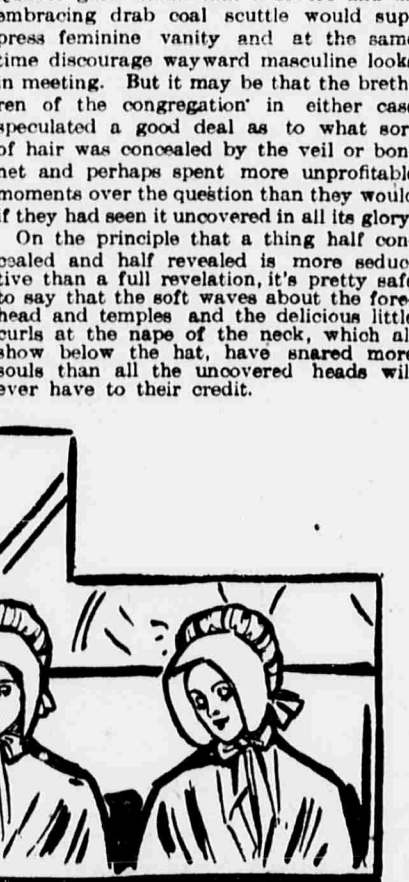 embracing drab coal scuttle would sup
press feminine vanity and at the same
time discourage wayward masculine look
in meeting. But it may be that the breth
ren of the congregation in either case
speculated a good deal as to what sor
of hair was concealed by the veil or bon
net and perhaps spent more unprofitable
moments over the question than they would
if they had seen it uncovered in all its glory
On the principle that a thing half con
cealed and half revealed is more seduc
tive than a full revelation, it's pretty safe
to say that the soft waves about the fore
head and temples and the delicious little
curls at the nape of the neck, which al
show below the hat, have snared more
souls than all the uncovered heads wil
ever have to their credit.